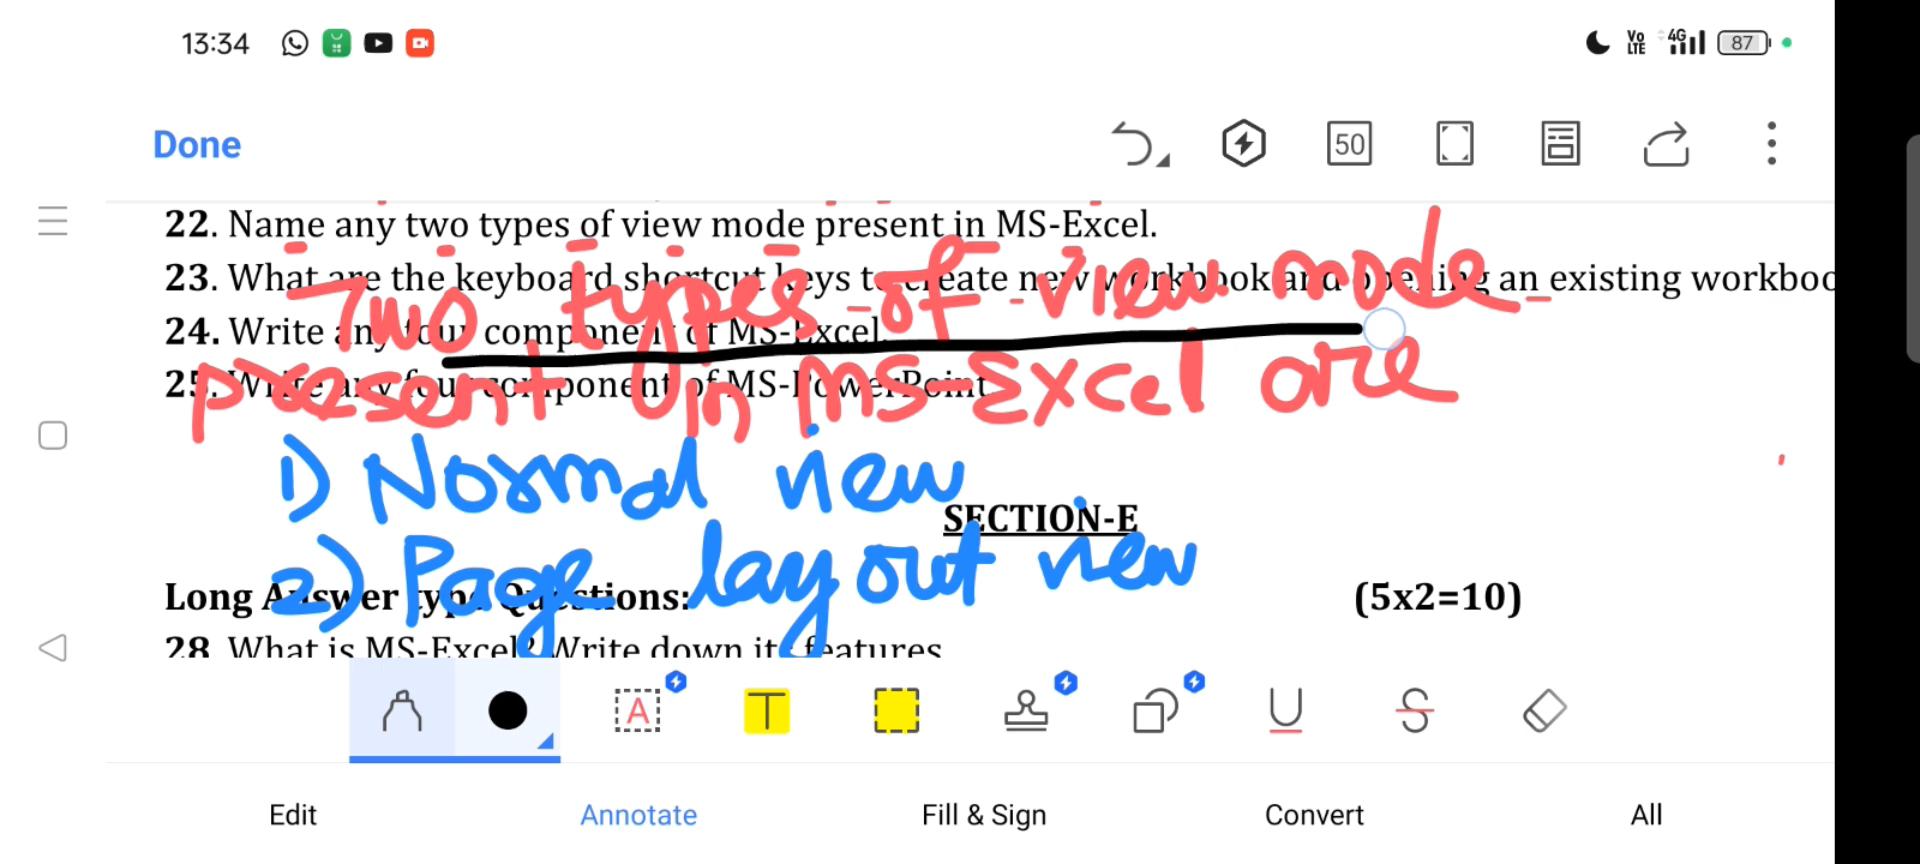 13:34 Vo LTE 4G 87
Done 50
22. Name any two types of view mode present in MS-Excel.
23. What are the keyboard shortcut keys to create new workbook and opening an existing workboo
Two types of view mode
24. Write any four component of MS-Excel.
present in MS-Excel are
25. Write any four component of MS-PowerPoint
1) Normal view
SECTION-E
2) Page layout view
Long Answer type Questions: (5x2=10)
28. What is MS-Excel? Write down its features
A T U S
Edit Annotate Fill & Sign Convert All